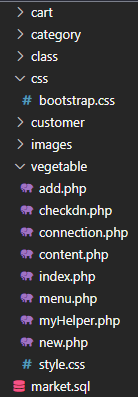 cart
category
class
css
bootstrap.css
customer
images
vegetable
add.php
checkdn.php
connection.php
content.php
index.php
menu.php
myHelper.php
new.php
style.css
market.sql